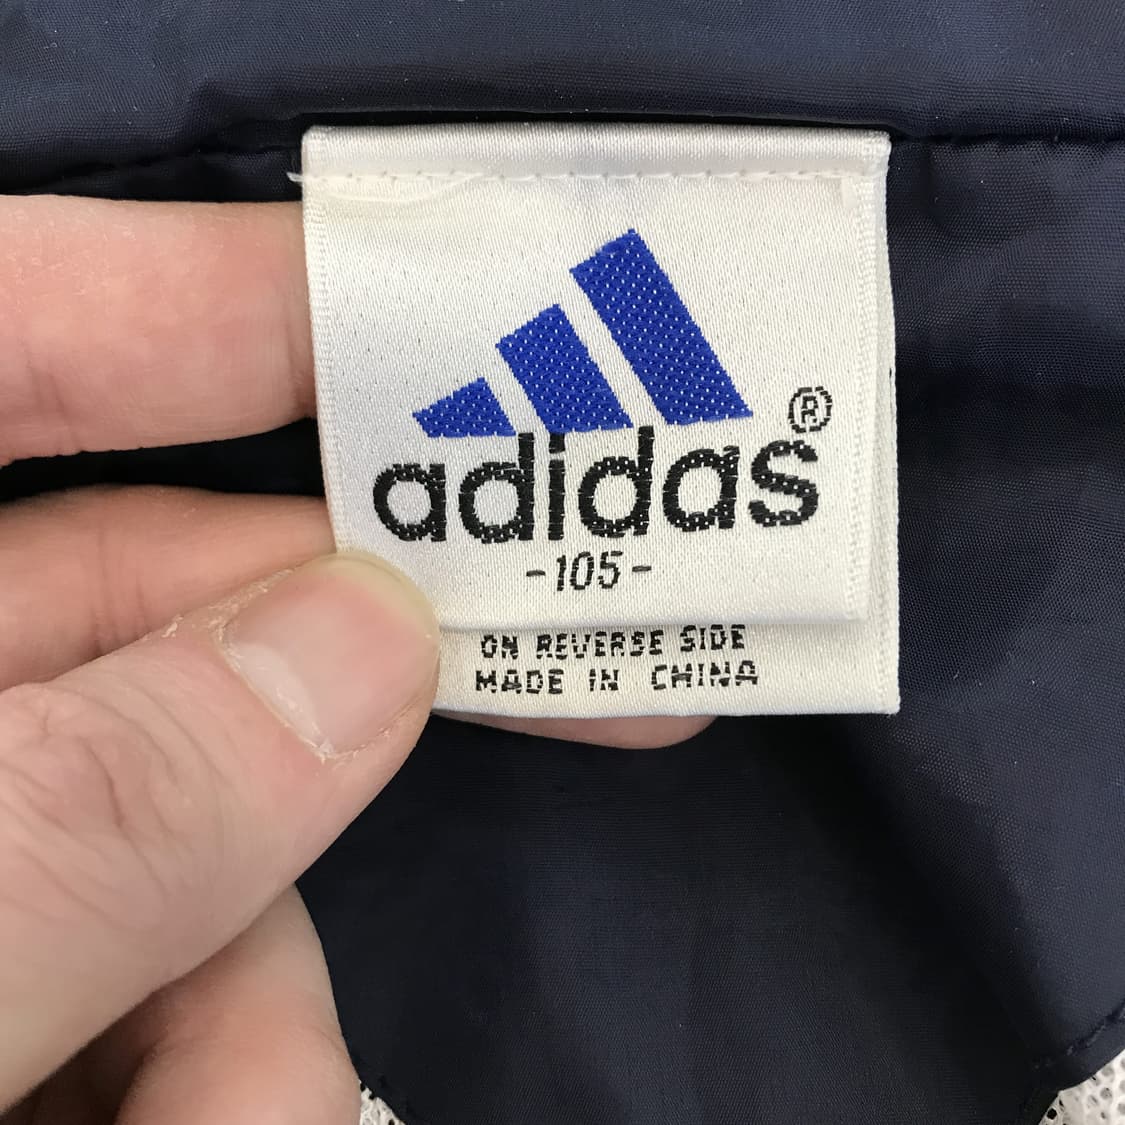 adidas®
-105-
ON REVERSE SIDE
MADE IN CHINA